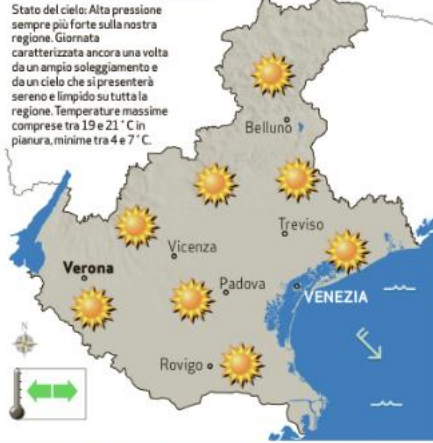 Stato del cielo: Alta pressione
sempre più forte sulla nostra
regione. Giornata
caratterizzata ancora una volta
da un ampio soleggiamento e
da un cielo che si presenterà
sereno e limpido su tutta la
regione. Temperature massime
comprese tra 19 e 21°C in
pianura, minime tra 4 e 7°C.
Belluno
Treviso
Vicenza
Verona
Padova
VENEZIA
Rovigo
N